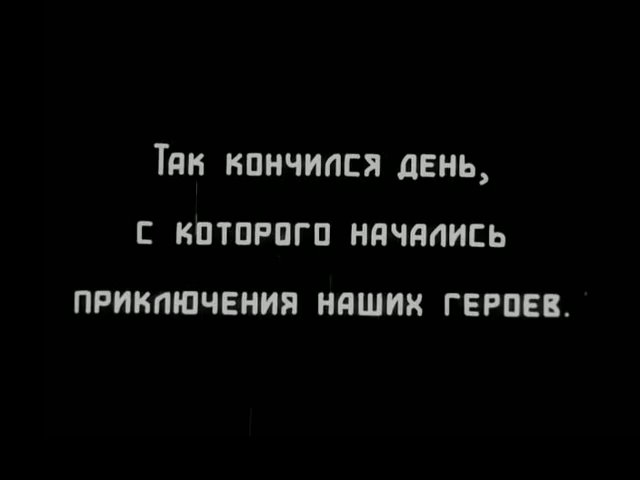 Так кончился день,
с которого начались
приключения наших героев.